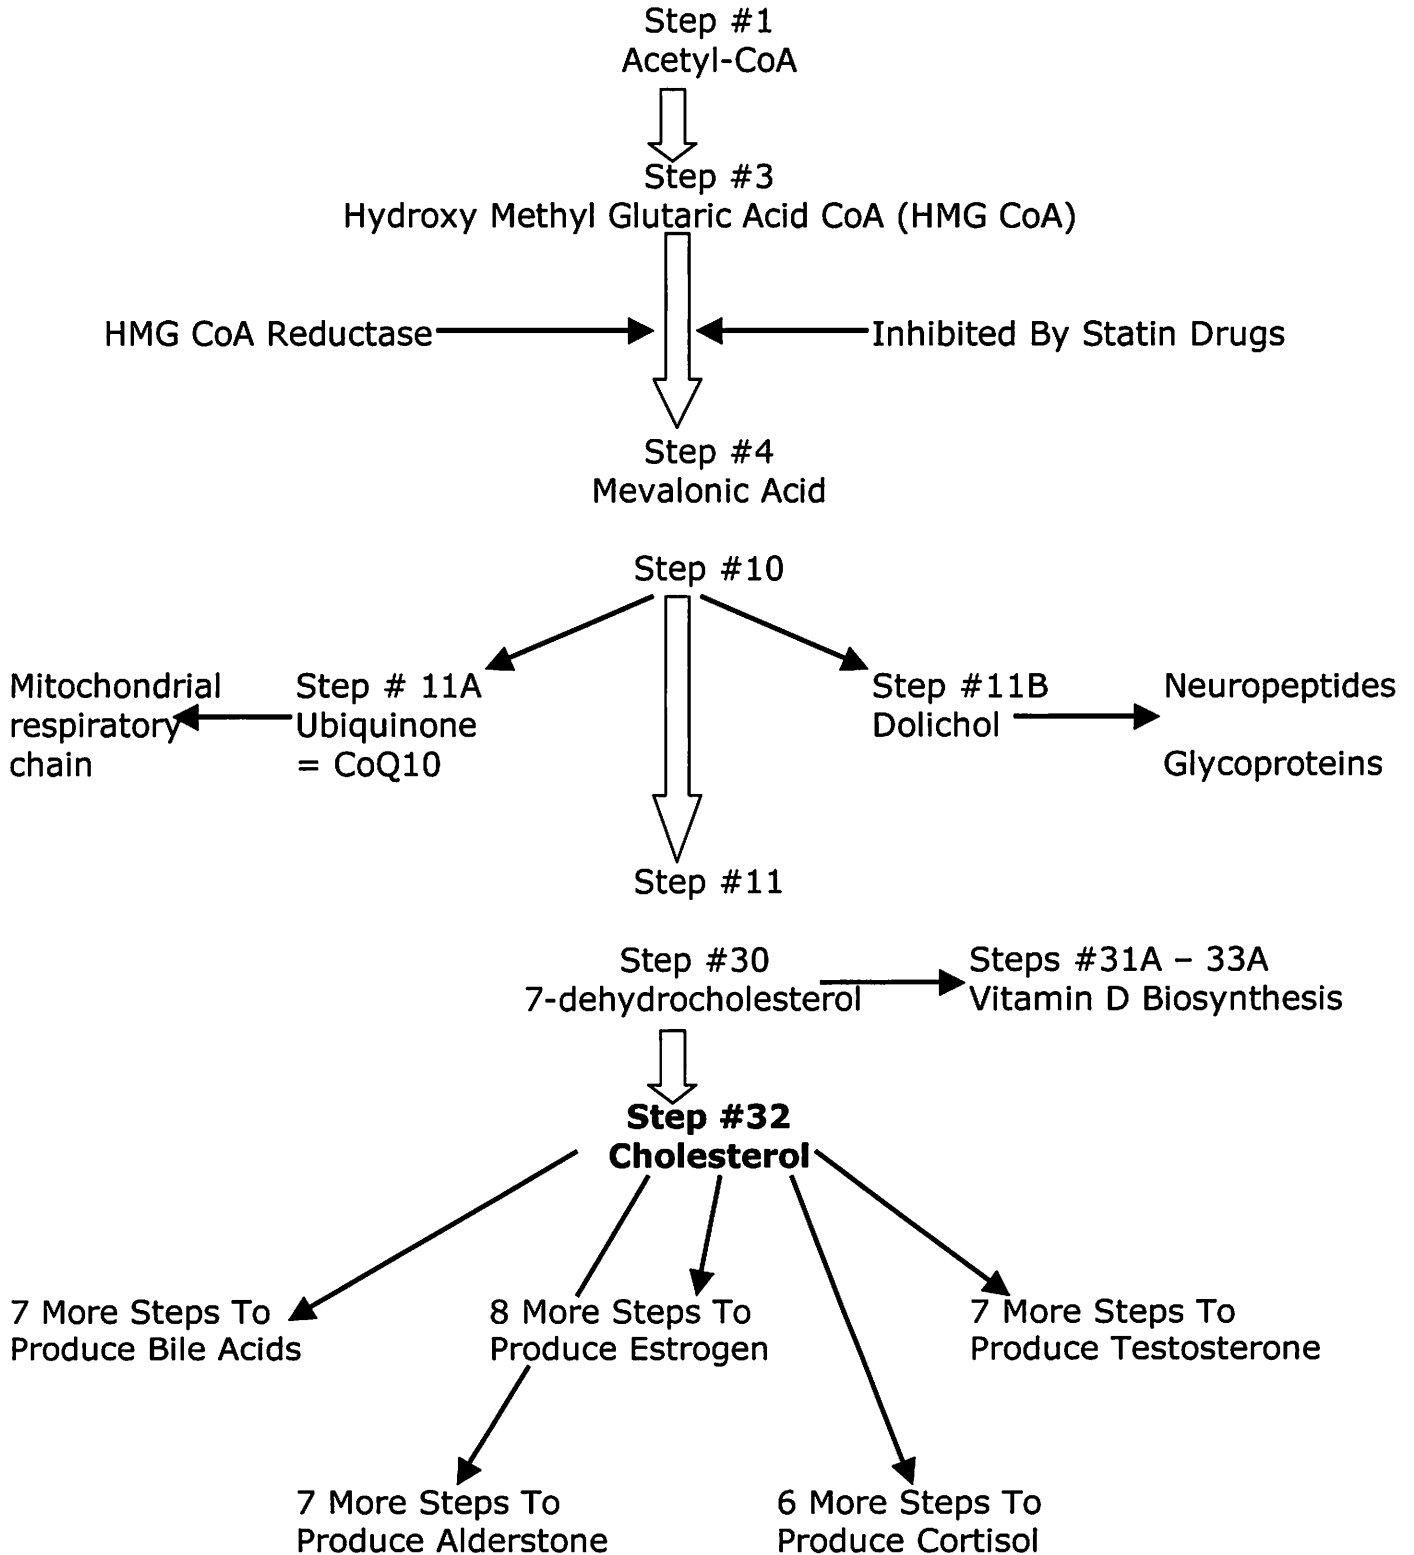 Step #1
Acetyl-CoA
Step #3
Hydroxy Methyl Glutaric Acid CoA (HMG CoA)
HMG CoA Reductase
Inhibited By Statin Drugs
Step #4
Mevalonic Acid
Step #10
Mitochondrial
respiratory
chain
Step # 11A
Ubiquinone
= CoQ10
Step #11B
Dolichol
Neuropeptides
Glycoproteins
Step #11
Step #30
7-dehydrocholesterol
Steps #31A – 33A
Vitamin D Biosynthesis
Step #32
Cholesterol
7 More Steps To
Produce Bile Acids
8 More Steps To
Produce Estrogen
7 More Steps To
Produce Testosterone
7 More Steps To
Produce Alderstone
6 More Steps To
Produce Cortisol